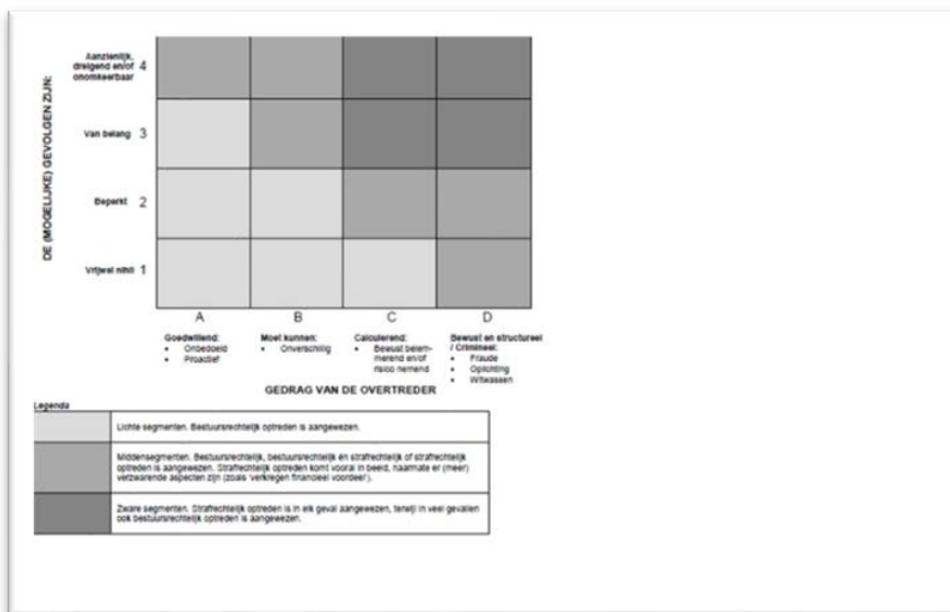 DE (MOGELIJKE) GEVOLGEN ZIJN:
Aanzienlijk,
dreigend en/of 4
onomkeerbaar
Van belang 3
Beperkt 2
Vrijwel nihil 1
A B C D
Goedwillend:
• Onbedoeld
• Proactief
Moet kunnen:
• Onverschillig
Calculerend:
• Bewust belem-
merend en/of
risico nemend
Bewust en structureel
/ Crimineel:
• Fraude
• Oplichting
• Witwassen
GEDRAG VAN DE OVERTREDER
Legenda
Lichte segmenten. Bestuursrechtelijk optreden is aangewezen.
Middensegmenten. Bestuursrechtelijk, bestuursrechtelijk en strafrechtelijk of strafrechtelijk
optreden is aangewezen. Strafrechtelijk optreden komt vooral in beeld, naarmate er (meer)
verzwarende aspecten zijn (zoals 'verkregen financieel voordeel').
Zware segmenten. Strafrechtelijk optreden is in elk geval aangewezen, terwijl in veel gevallen
ook bestuursrechtelijk optreden is aangewezen.